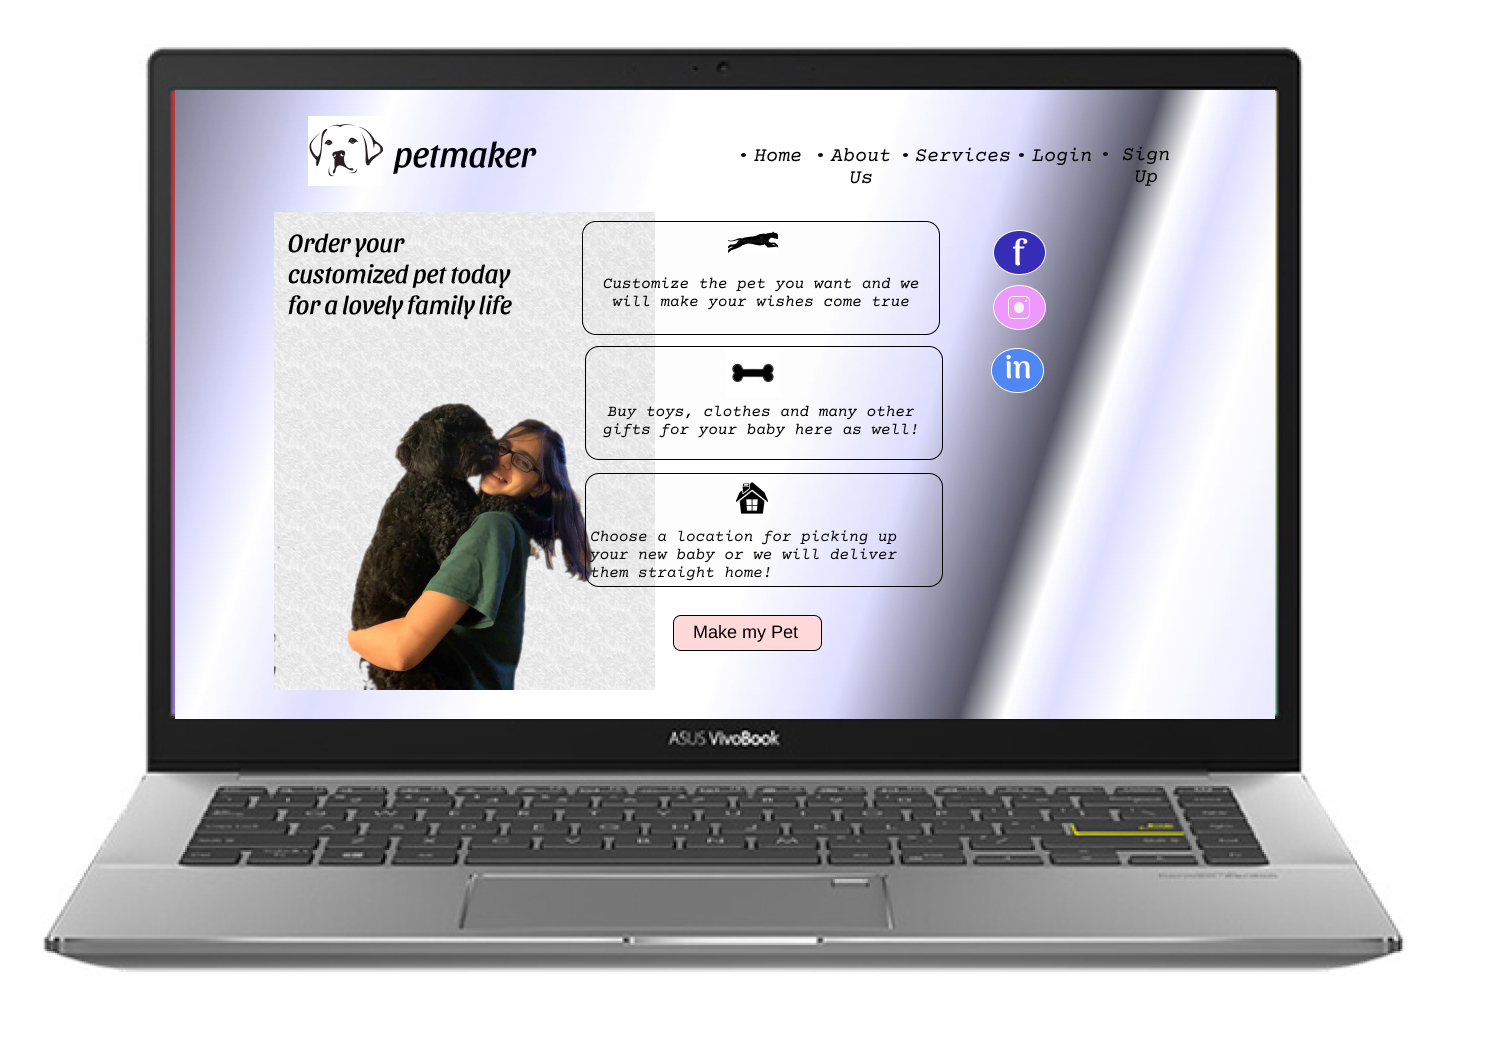 petmaker
• Home • About • Services • Login • Sign
Us Up
Order your
customized pet today
for a lovely family life
Customize the pet you want and we
will make your wishes come true
Buy toys, clothes and many other
gifts for your baby here as well!
Choose a location for picking up
your new baby or we will deliver
them straight home!
Make my Pet
f
in
ASUS VivoBook